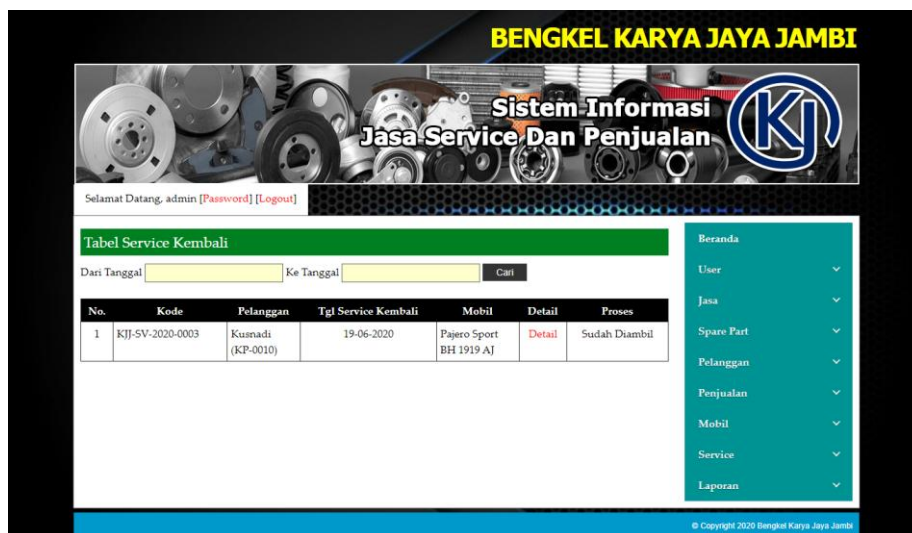 BENGKEL KARYA JAYA JAMBI
Sistem Informasi
Jasa Service Dan Penjualan
KJ
Selamat Datang, admin [Password] [Logout]
Tabel Service Kembali
Dari Tanggal Ke Tanggal Cari
No. Kode Pelanggan Tgl Service Kembali Mobil Detail Proses
1 KJJ-SV-2020-0003 Kusnadi 19-06-2020 Pajero Sport Detail Sudah Diambil
(KP-0010) BH 1919 AJ
Beranda
User
Jasa
Spare Part
Pelanggan
Penjualan
Mobil
Service
Laporan
© Copyright 2020 Bengkel Karya Jaya Jambi